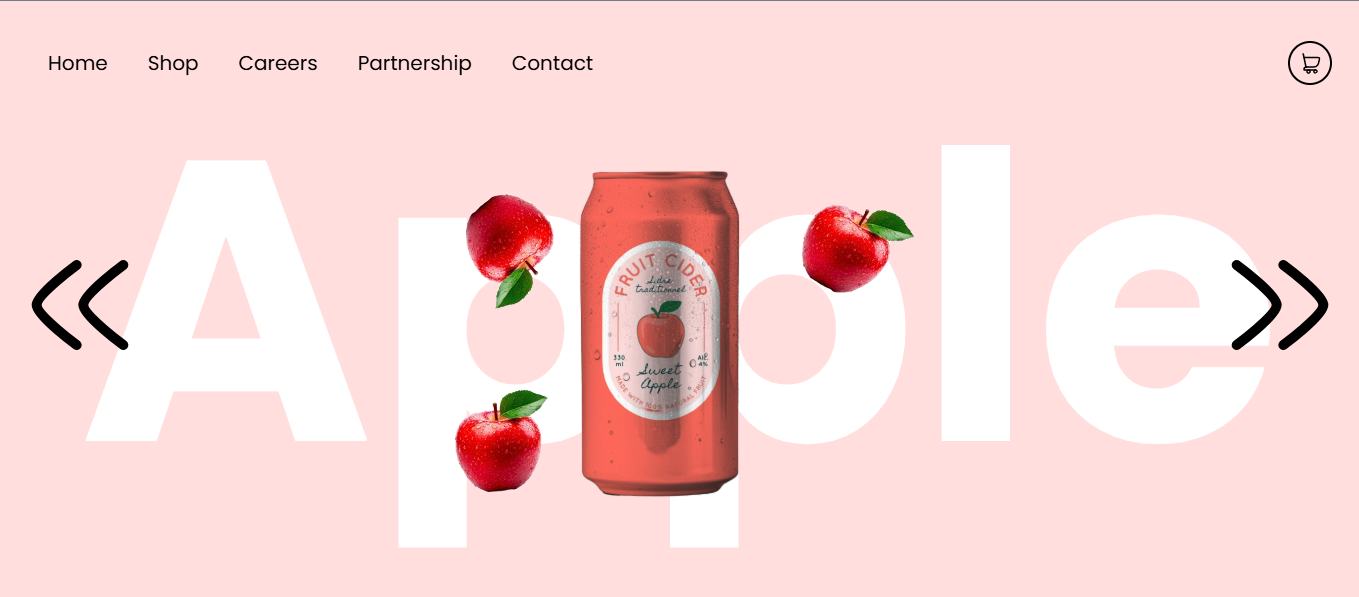 Home Shop Careers Partnership Contact
Apple
FRUIT CIDER
Sidre
traditionnel
330
ml
Alc.
4%
Sweet
Apple
MADE WITH 100% NATURAL FRUIT